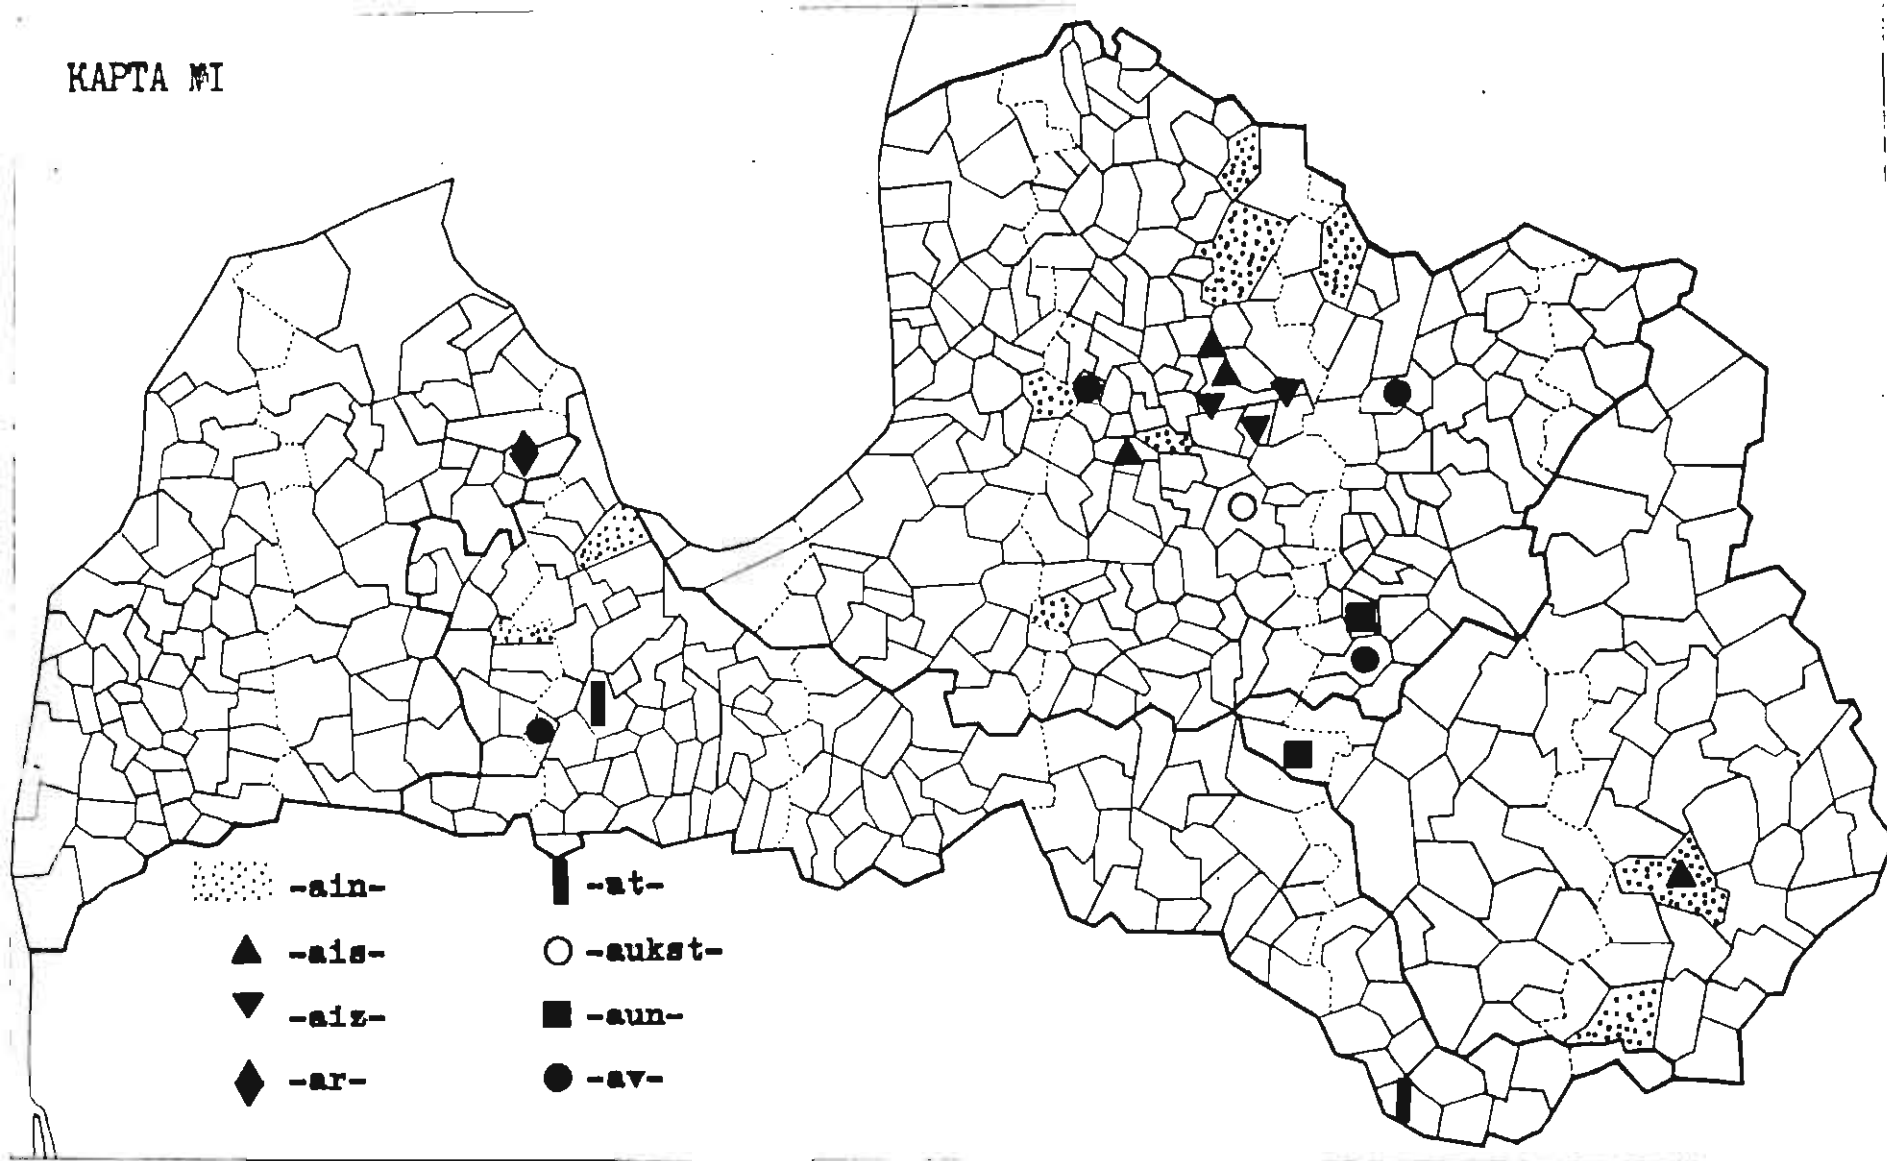 КАРТА №I
-ain-
-ais-
-aiz-
-ar-
-at-
-aukst-
-aun-
-av-